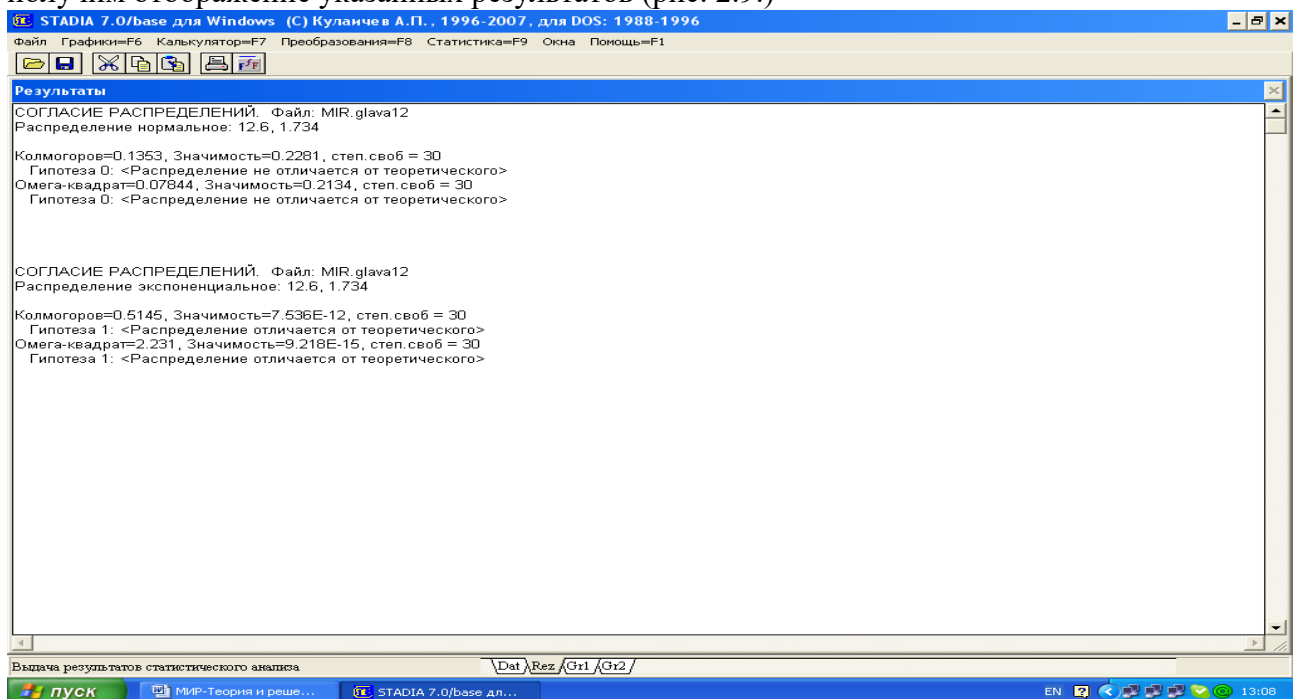 получим отображение указанных результатов (рис. 2.9.)
STADIA 7.0/base для Windows (C) Кулаичев А.П., 1996-2007, для DOS: 1988-1996
Файл Графики=F6 Калькулятор=F7 Преобразования=F8 Статистика=F9 Окна Помощь=F1
Результаты
СОГЛАСИЕ РАСПРЕДЕЛЕНИЙ. Файл: MIR.glava12
Распределение нормальное: 12.6, 1.734
Колмогоров=0.1353, Значимость=0.2281, степ.своб = 30
Гипотеза 0: <Распределение не отличается от теоретического>
Омега-квадрат=0.07844, Значимость=0.2134, степ.своб = 30
Гипотеза 0: <Распределение не отличается от теоретического>
СОГЛАСИЕ РАСПРЕДЕЛЕНИЙ. Файл: MIR.glava12
Распределение экспоненциальное: 12.6, 1.734
Колмогоров=0.5145, Значимость=7.536E-12, степ.своб = 30
Гипотеза 1: <Распределение отличается от теоретического>
Омега-квадрат=2.231, Значимость=9.218E-15, степ.своб = 30
Гипотеза 1: <Распределение отличается от теоретического>
Выдача результатов статистического анализа \Dat\Rez/Gr1/Gr2/
пуск МИР-Теория и реше... STADIA 7.0/base дл... EN 13:08